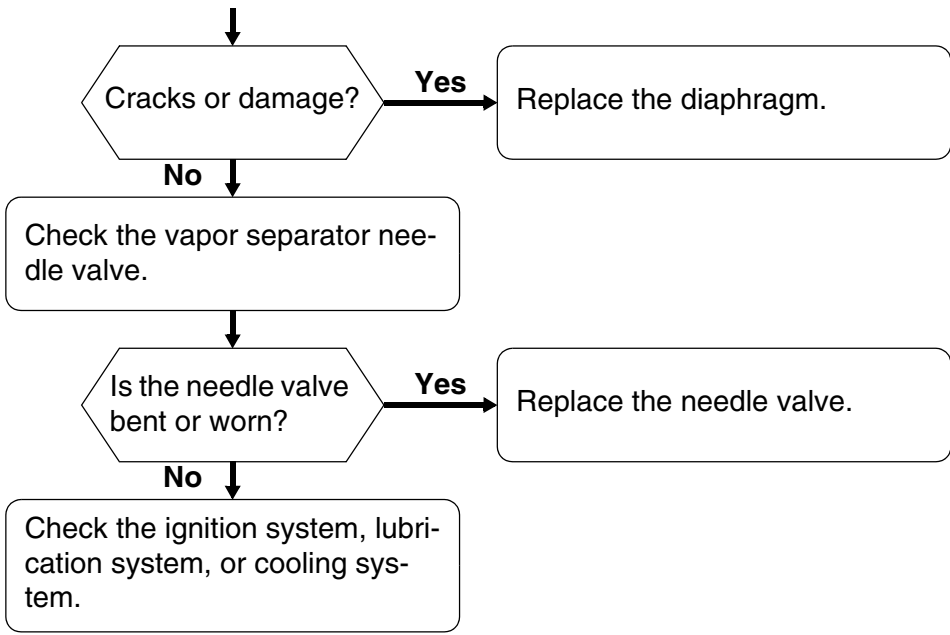 Cracks or damage?
Yes
Replace the diaphragm.
No
Check the vapor separator nee-
dle valve.
Is the needle valve
bent or worn?
Yes
Replace the needle valve.
No
Check the ignition system, lubri-
cation system, or cooling sys-
tem.